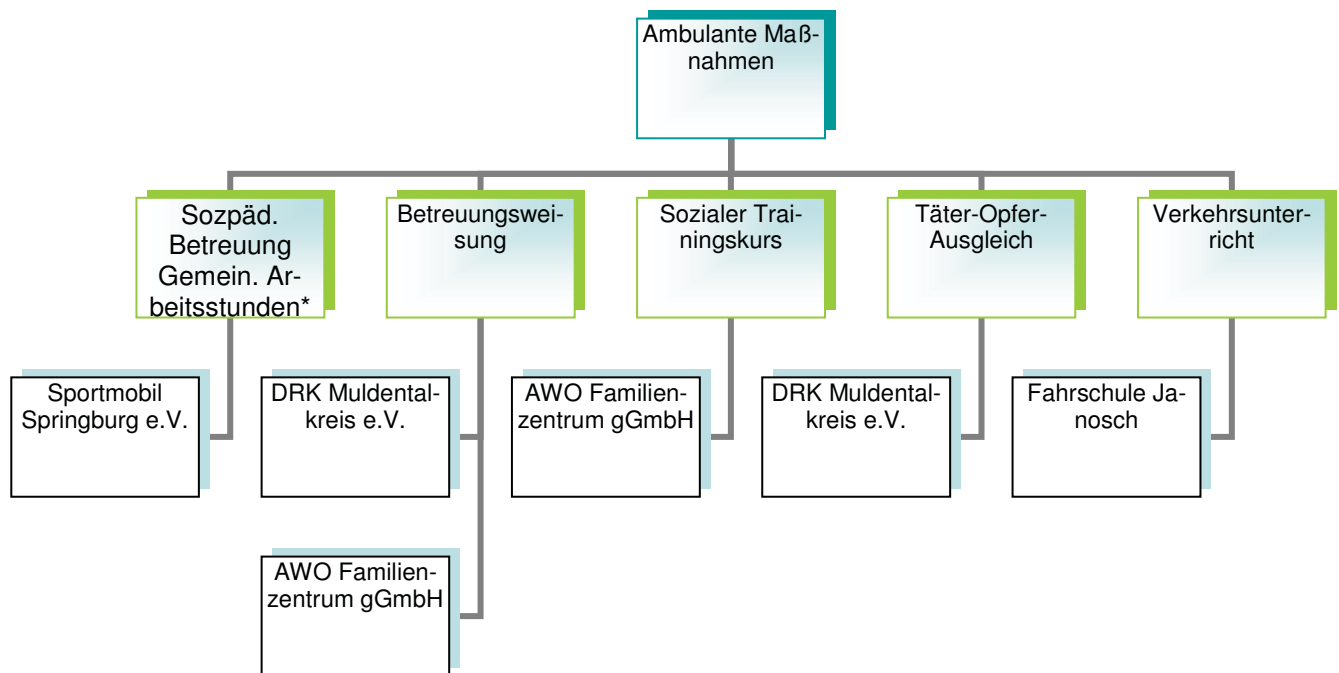 Ambulante Maß-
nahmen
Sozpäd.
Betreuung
Gemein. Ar-
beitsstunden*
Betreuungswei-
sung
Sozialer Trai-
ningskurs
Täter-Opfer-
Ausgleich
Verkehrsunter-
richt
Sportmobil
Springburg e.V.
DRK Muldental-
kreis e.V.
AWO Familien-
zentrum gGmbH
DRK Muldental-
kreis e.V.
Fahrschule Ja-
nosch
AWO Familien-
zentrum gGmbH